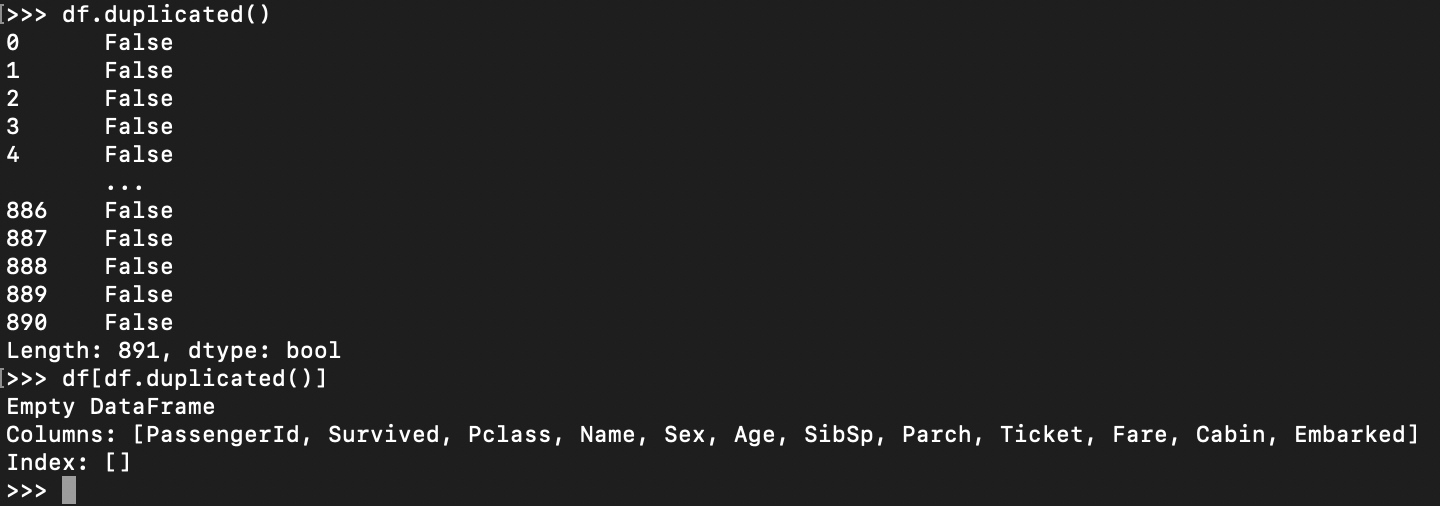 [>>> df.duplicated()
0      False
1      False
2      False
3      False
4      False
       ...
886    False
887    False
888    False
889    False
890    False
Length: 891, dtype: bool
[>>> df[df.duplicated()]
Empty DataFrame
Columns: [PassengerId, Survived, Pclass, Name, Sex, Age, SibSp, Parch, Ticket, Fare, Cabin, Embarked]
Index: []
>>>